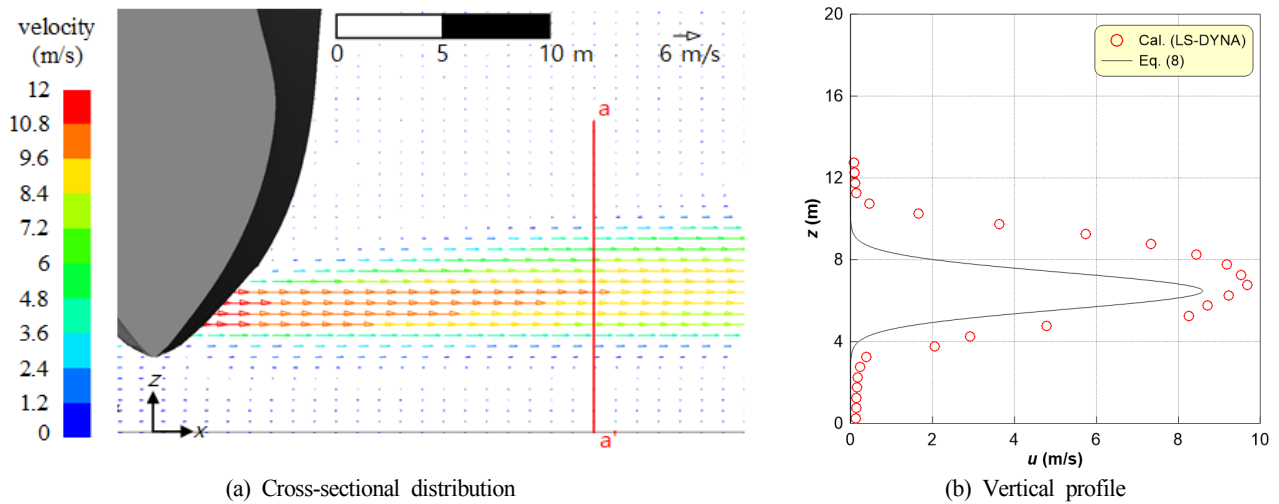 velocity
(m/s)
12
10.8
9.6
8.4
7.2
6
4.8
3.6
2.4
1.2
0
0 5 10 m
6 m/s
a
a'
z
x
(a) Cross-sectional distribution
20
16
12
8
4
0
z (m)
Cal. (LS-DYNA)
Eq. (8)
0 2 4 6 8 10
u (m/s)
(b) Vertical profile